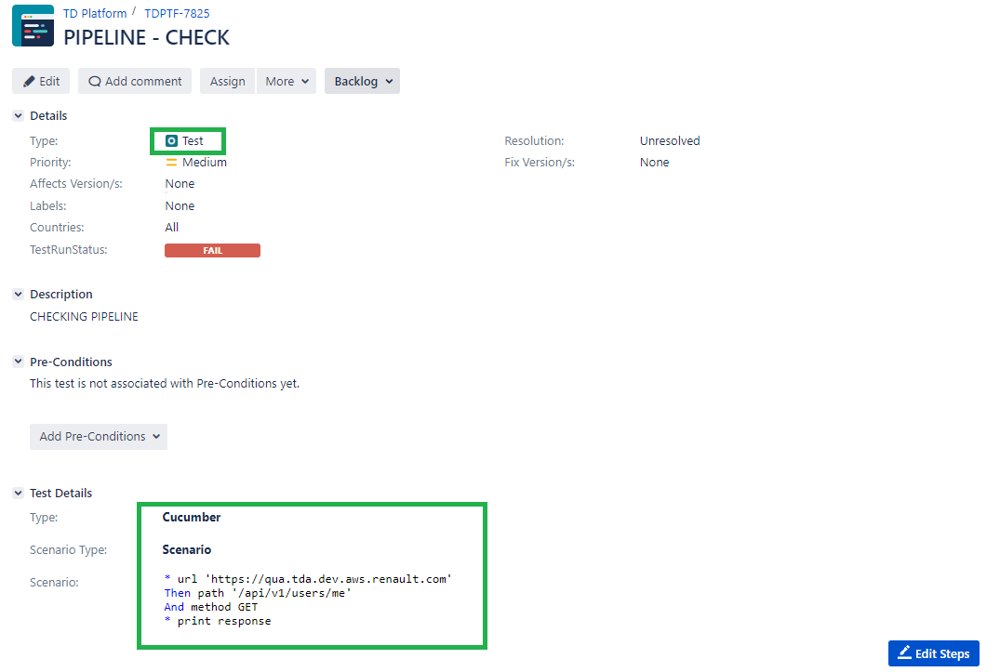 TD Platform / TDPTF-7825
PIPELINE - CHECK
Edit Add comment Assign More Backlog
Details
Type: Test Resolution: Unresolved
Priority: Medium Fix Version/s: None
Affects Version/s: None
Labels: None
Countries: All
TestRunStatus: FAIL
Description
CHECKING PIPELINE
Pre-Conditions
This test is not associated with Pre-Conditions yet.
Add Pre-Conditions
Test Details
Type: Cucumber
Scenario Type: Scenario
Scenario: * url 'https://qua.tda.dev.aws.renault.com'
Then path '/api/v1/users/me'
And method GET
* print response
Edit Steps